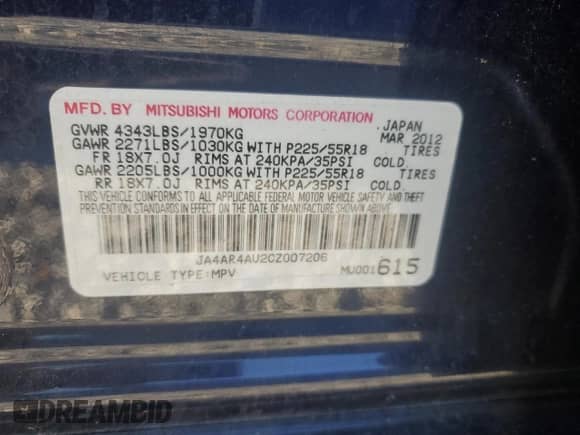 MFD. BY MITSUBISHI MOTORS CORPORATION. JAPAN
GVWR 4343LBS/1970KG MAR 2012
GAWR 2271LBS/1030KG WITH P225/55R18 TIRES
FR 18X7.0J RIMS AT 240KPA/35PSI COLD.
GAWR 2205LBS/1000KG WITH P225/55R18 TIRES
RR 18X7.0J RIMS AT 240KPA/35PSI COLD.
THIS VEHICLE CONFORMS TO ALL APPLICABLE FEDERAL MOTOR VEHICLE SAFETY AND THEFT
PREVENTION STANDARDS IN EFFECT ON THE DATE OF MANUFACTURE SHOWN ABOVE.
JA4AR4AU2CZ007206
VEHICLE TYPE:MPV MU001615
DREAMBID